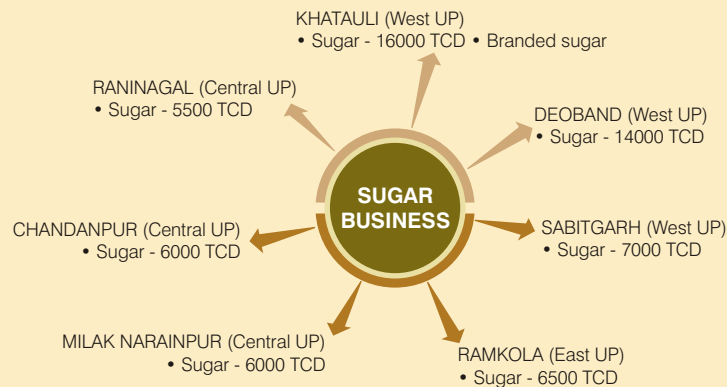 KHATAULI (West UP)
• Sugar - 16000 TCD • Branded sugar
RANINAGAL (Central UP)
• Sugar - 5500 TCD
DEOBAND (West UP)
• Sugar - 14000 TCD
SUGAR
BUSINESS
CHANDANPUR (Central UP)
• Sugar - 6000 TCD
SABITGARH (West UP)
• Sugar - 7000 TCD
MILAK NARAINPUR (Central UP)
• Sugar - 6000 TCD
RAMKOLA (East UP)
• Sugar - 6500 TCD